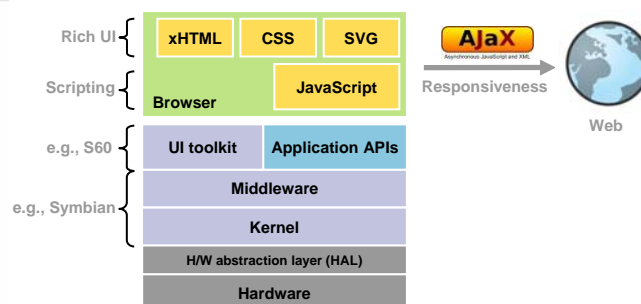 Rich UI
xHTML
CSS
SVG
AJaX
Asynchronous JavaScript and XML
Scripting
JavaScript
Browser
Responsiveness
Web
e.g., S60
UI toolkit
Application APIs
e.g., Symbian
Middleware
Kernel
H/W abstraction layer (HAL)
Hardware